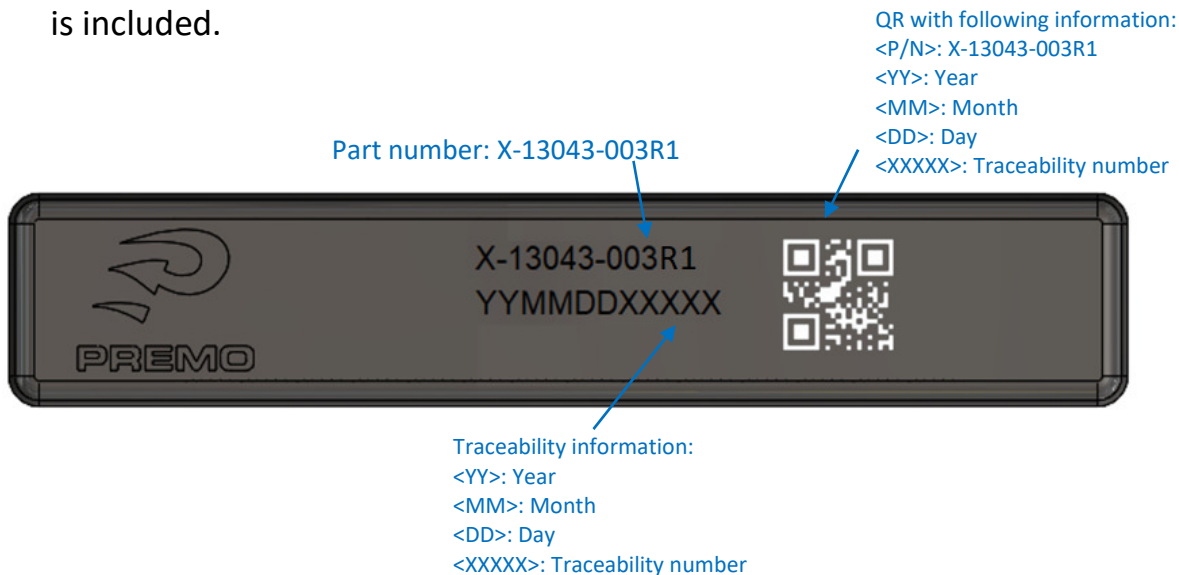 is included.
QR with following information:
<P/N>: X-13043-003R1
<YY>: Year
<MM>: Month
<DD>: Day
<XXXXX>: Traceability number
Part number: X-13043-003R1
X-13043-003R1
YYMMDDXXXXX
PREMO
Traceability information:
<YY>: Year
<MM>: Month
<DD>: Day
<XXXXX>: Traceability number